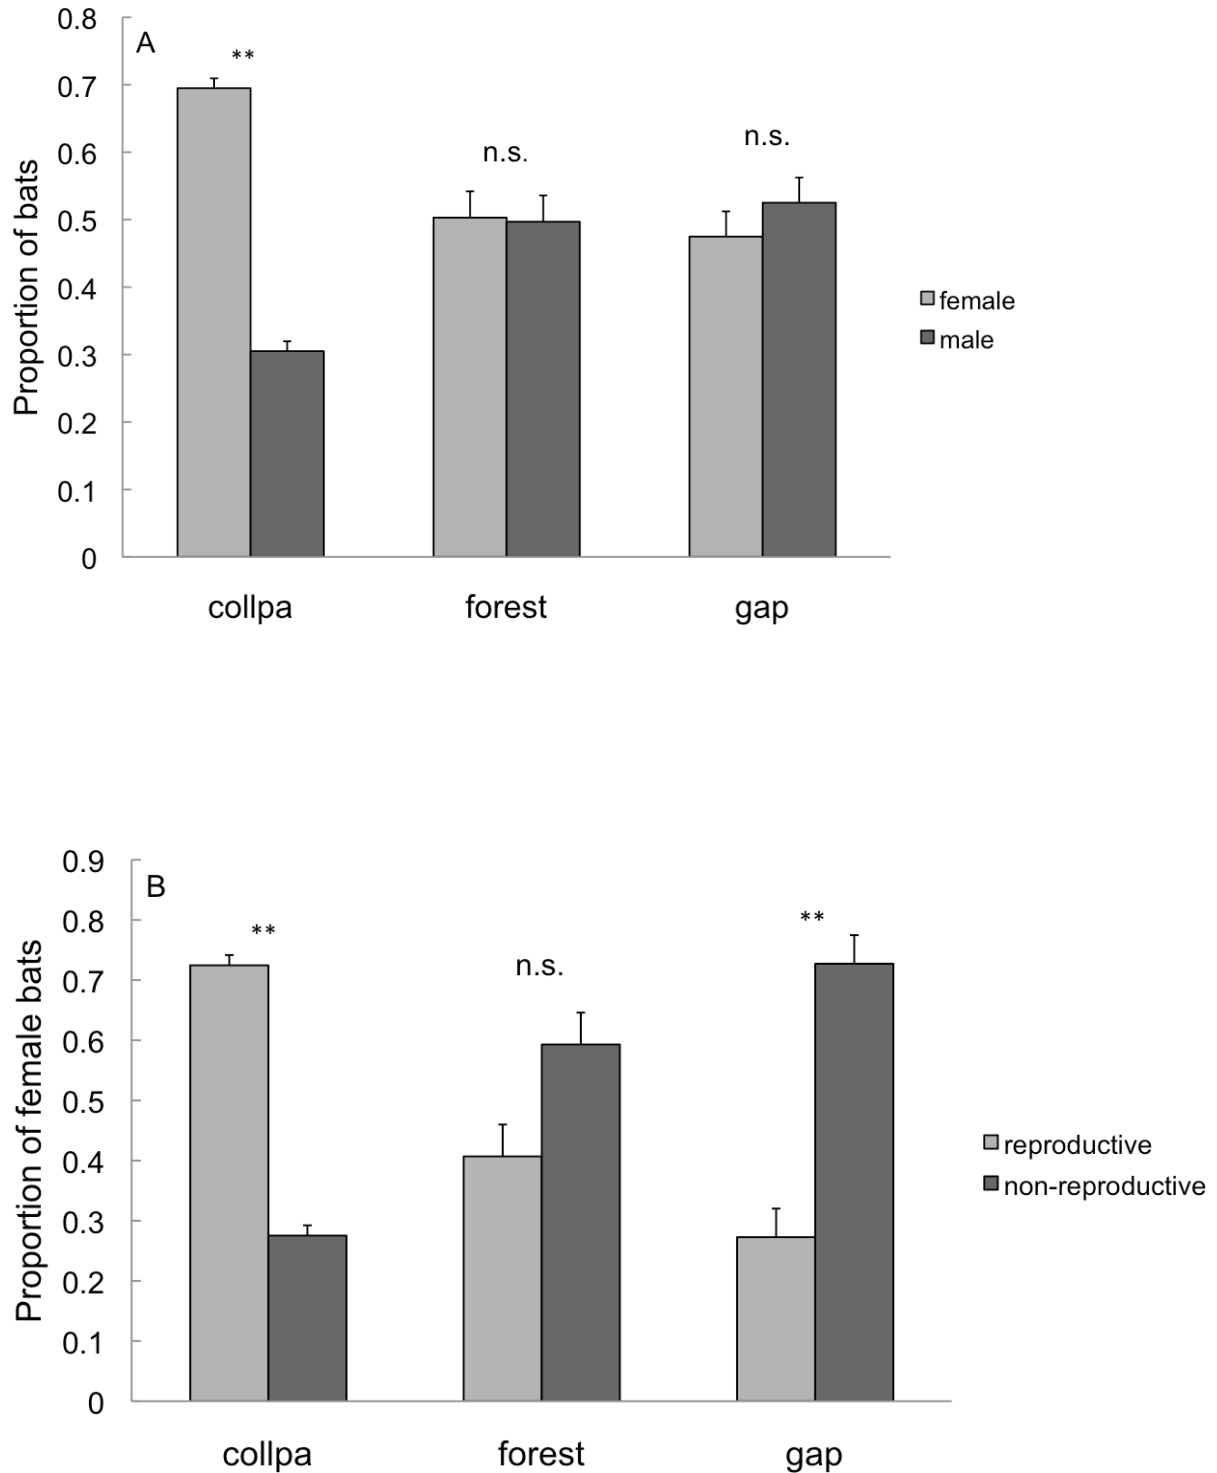 A
**
n.s.
n.s.
0.8
0.7
0.6
0.5
0.4
0.3
0.2
0.1
0
Proportion of bats
collpa forest gap
female
male
B
**
n.s.
**
0.9
0.8
0.7
0.6
0.5
0.4
0.3
0.2
0.1
0
Proportion of female bats
collpa forest gap
reproductive
non-reproductive